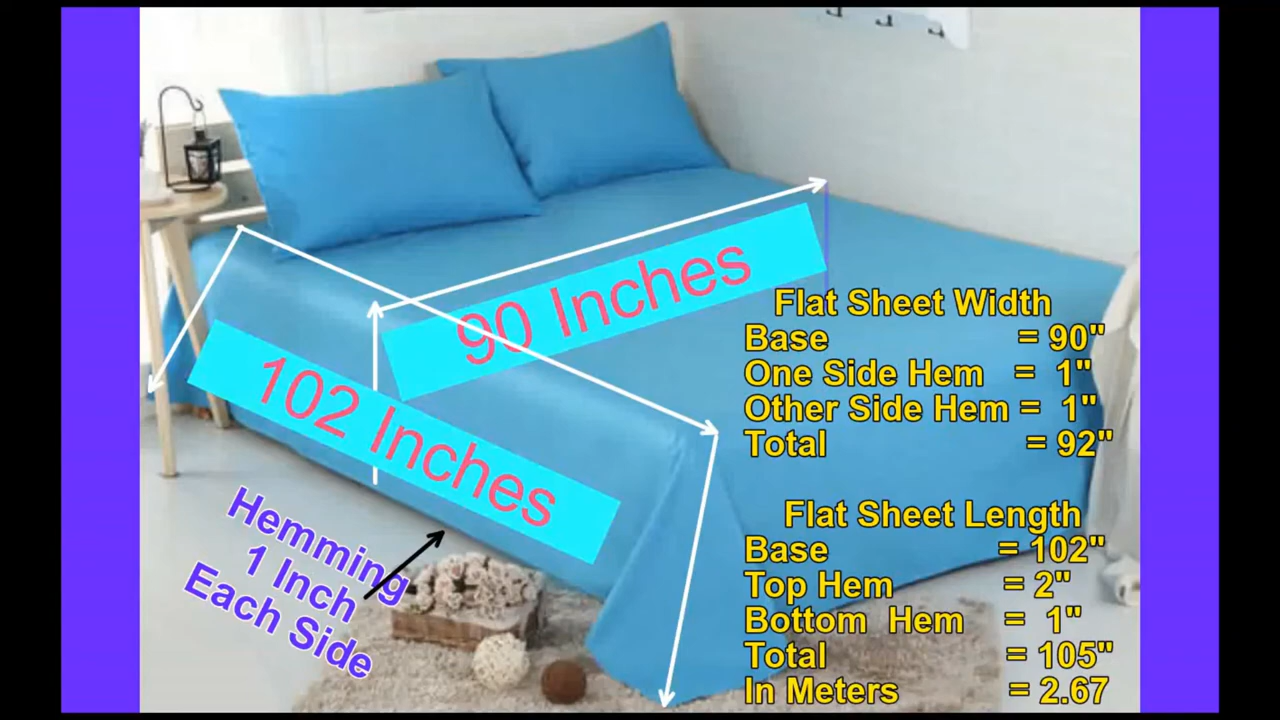 90 Inches
102 Inches
Hemming
1 Inch
Each Side
Flat Sheet Width
Base = 90"
One Side Hem = 1"
Other Side Hem = 1"
Total = 92"
Flat Sheet Length
Base = 102"
Top Hem = 2"
Bottom Hem = 1"
Total = 105"
In Meters = 2.67